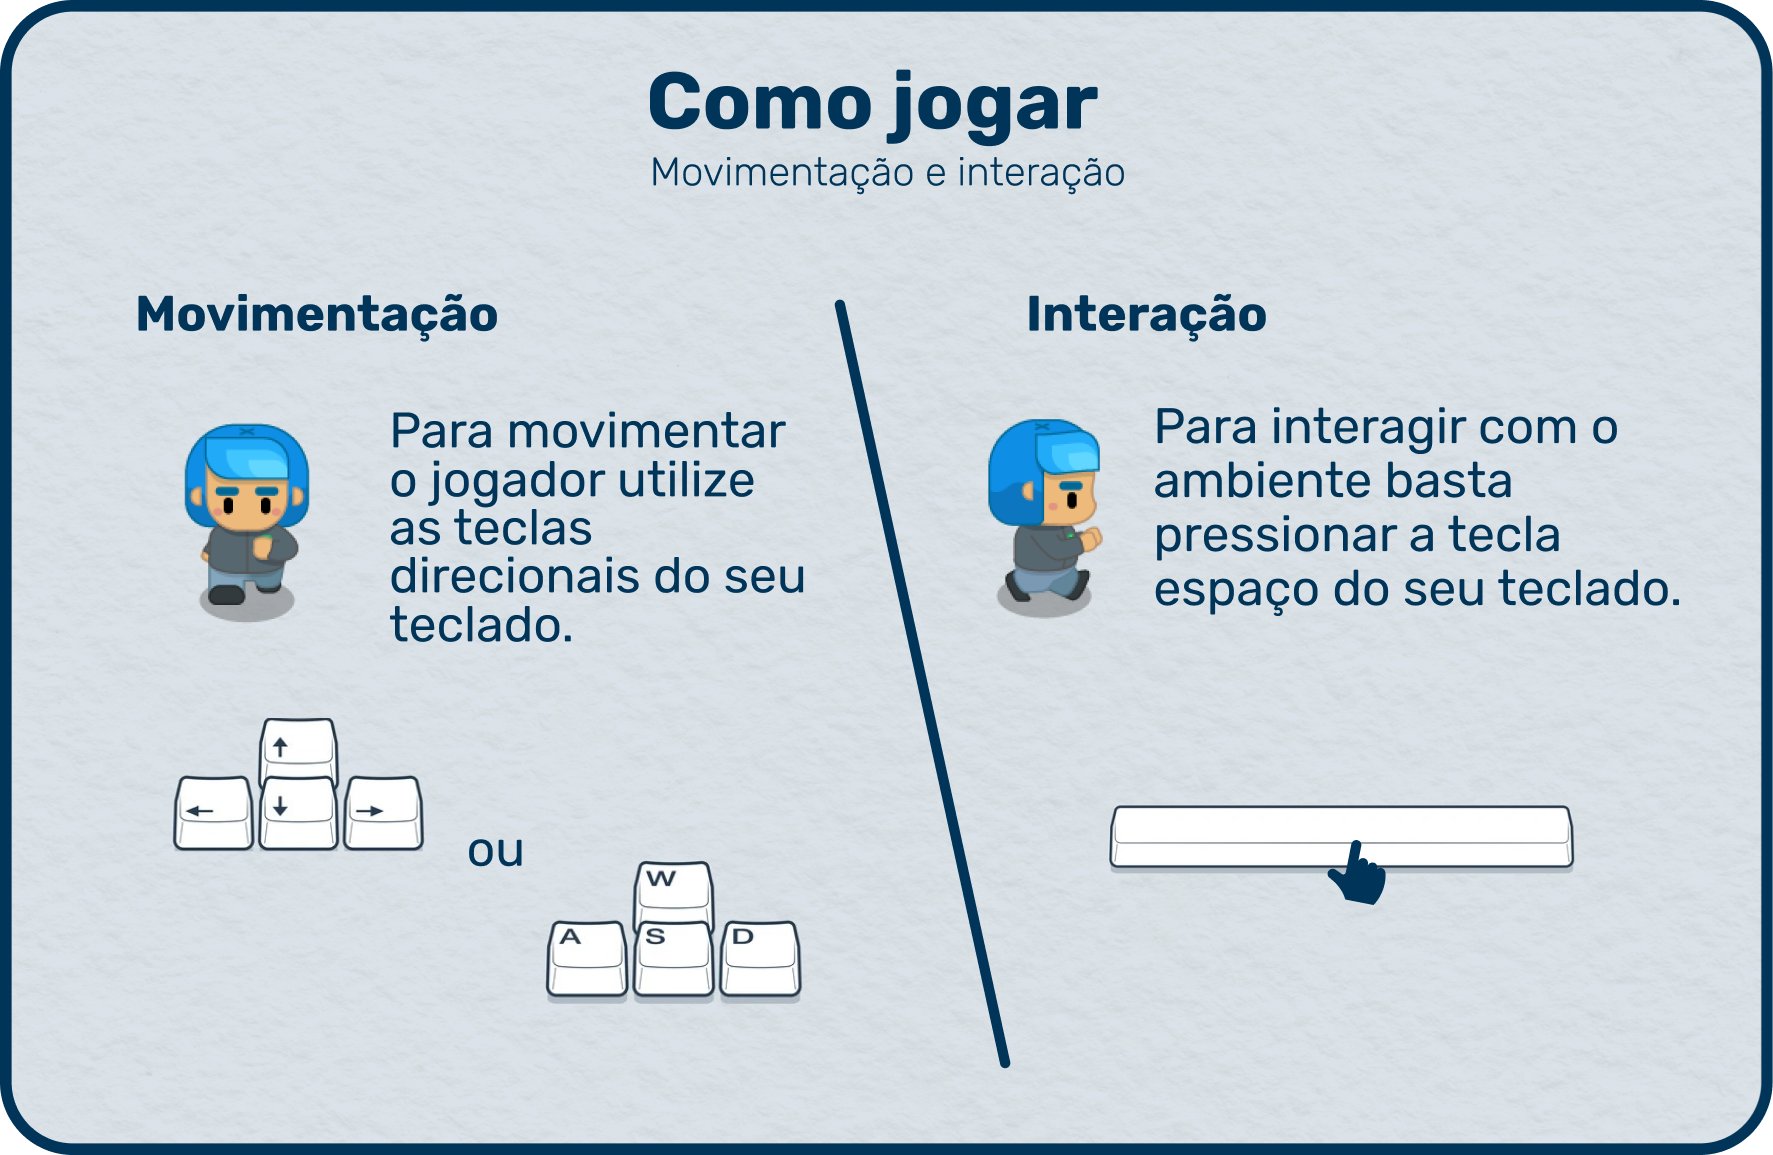 Como jogar
Movimentação e interação
Movimentação
Para movimentar
o jogador utilize
as teclas
direcionais do seu
teclado.
↑
← ↓ →
ou
W
A S D
Interação
Para interagir com o
ambiente basta
pressionar a tecla
espaço do seu teclado.